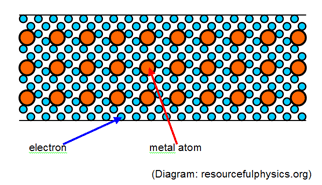 electron metal atom
(Diagram: resourcefulphysics.org)